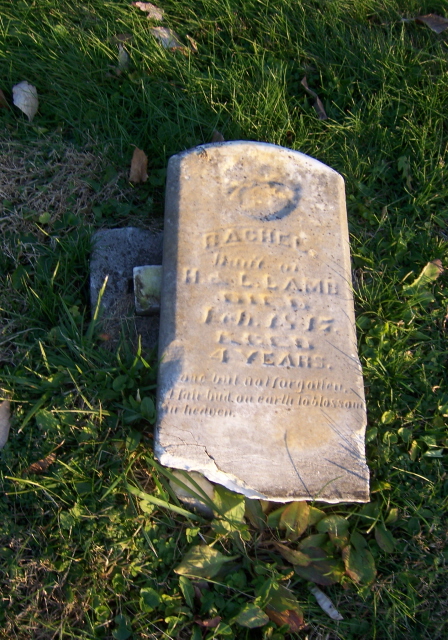 RACHEL,
Daut. of
H & L. LAMB
DIED
Feb.
AGED
4 YEARS.
Gone but not forgotten.
A fair bud on earth to blossom
in heaven.